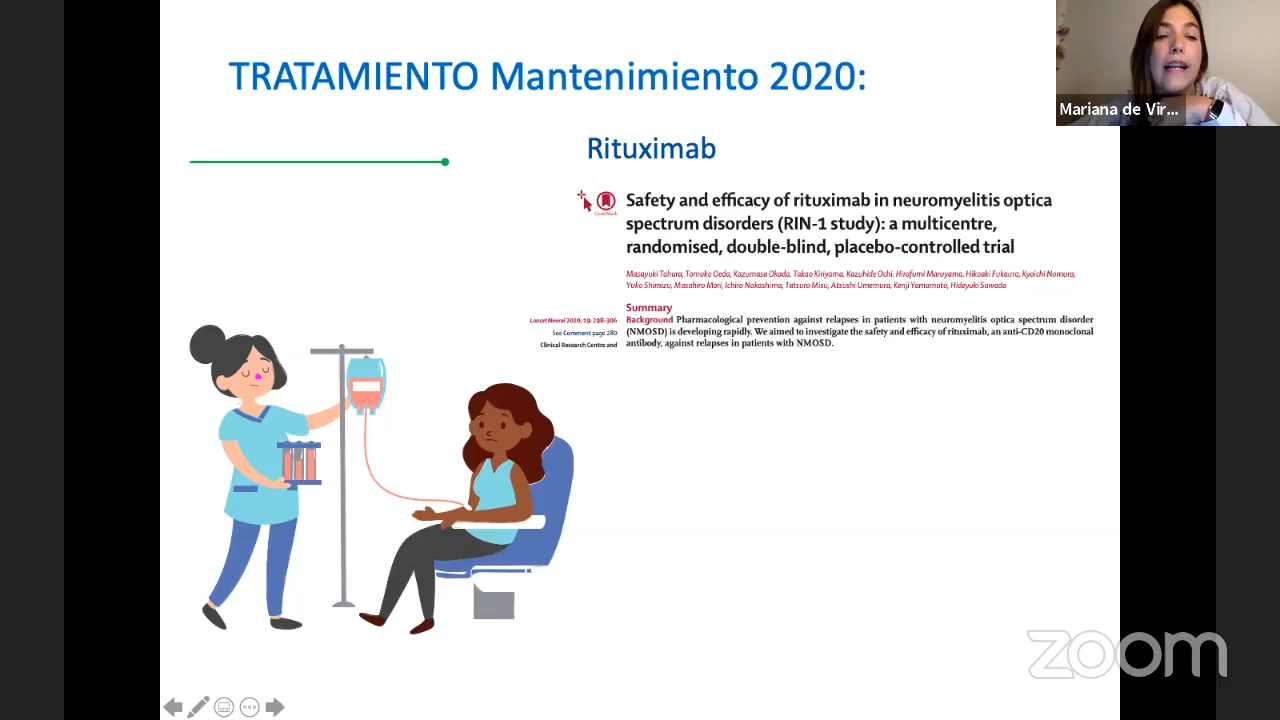 TRATAMIENTO Mantenimiento 2020:
Mariana de Vir...
Rituximab
Safety and efficacy of rituximab in neuromyelitis optica
spectrum disorders (RIN-1 study): a multicentre,
randomised, double-blind, placebo-controlled trial
CrossMark
Masayuki Tahara, Tomoko Oeda, Kazumasa Okada, Takao Kiriyama, Kazuhide Ochi, Hirofumi Maruyama, Hikoaki Fukaura, Kyoichi Nomura,
Yuko Shimizu, Masahiro Mori, Ichiro Nakashima, Tatsuro Misu, Atsushi Umemura, Kenji Yamamoto, Hideyuki Sawada
Summary
Lancet Neurol 2020; 19: 298–306
See Comment page 280
Clinical Research Centre and
Background Pharmacological prevention against relapses in patients with neuromyelitis optica spectrum disorder
(NMOSD) is developing rapidly. We aimed to investigate the safety and efficacy of rituximab, an anti-CD20 monoclonal
antibody, against relapses in patients with NMOSD.
zoom